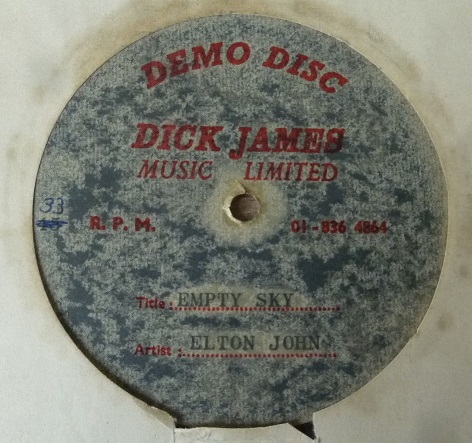 DEMO DISC
DICK JAMES
MUSIC LIMITED
33 R. P. M. 01-836 4864
Title: EMPTY SKY
Artist: ELTON JOHN